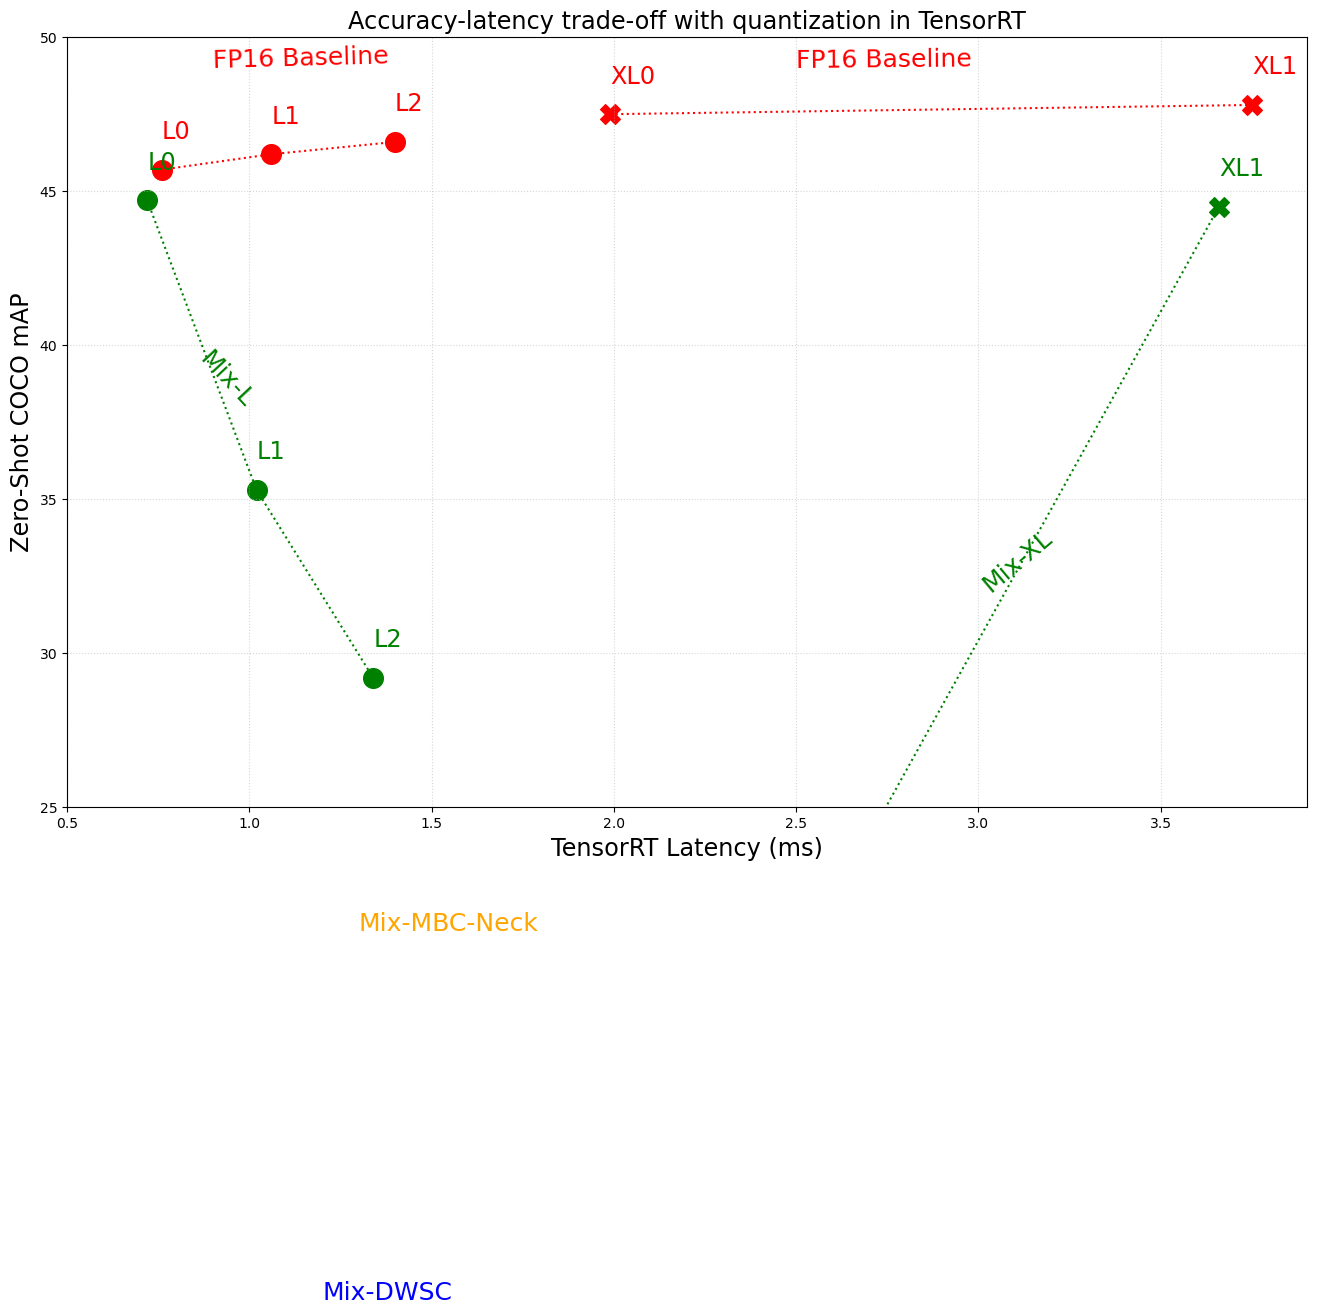 Accuracy-latency trade-off with quantization in TensorRT
50
FP16 Baseline
FP16 Baseline
XL1
XL0
L2
L1
L0
L0
XL1
45
40
Mix-L
Zero-Shot COCO mAP
L1
35
Mix-XL
L2
30
25
0.5 1.0 1.5 2.0 2.5 3.0 3.5
TensorRT Latency (ms)
Mix-MBC-Neck
Mix-DWSC